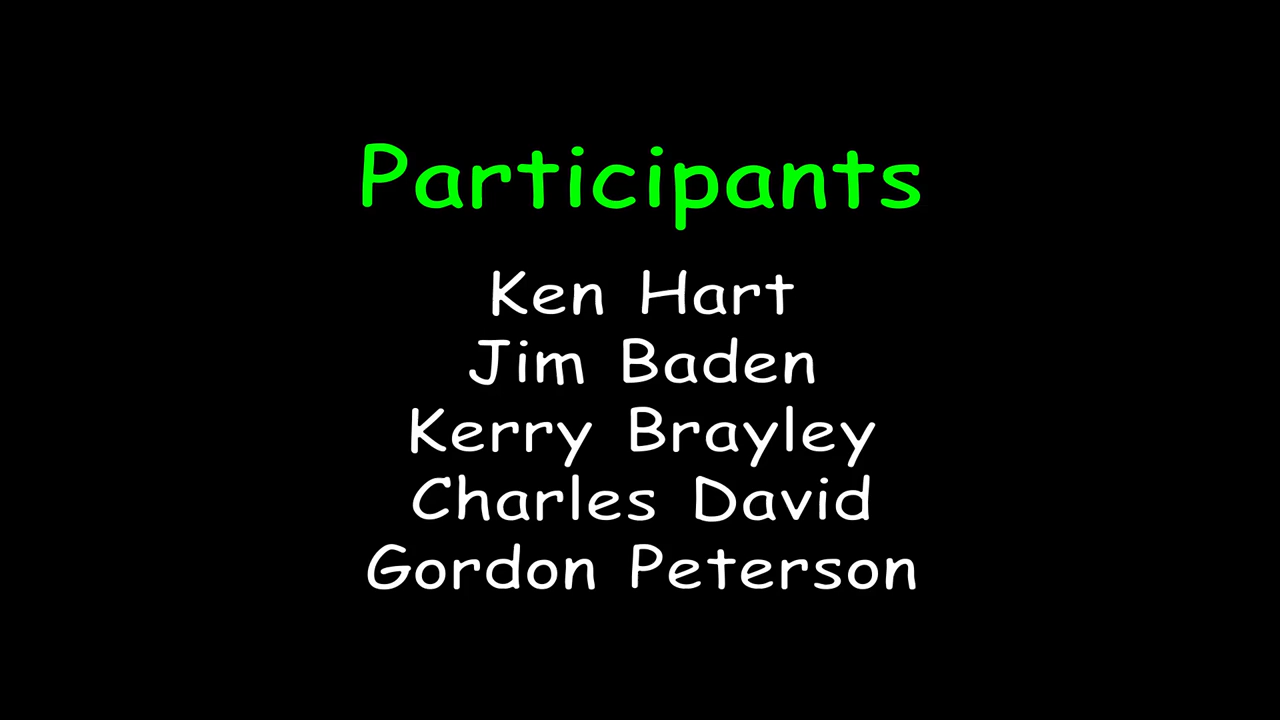 Participants
Ken Hart
Jim Baden
Kerry Brayley
Charles David
Gordon Peterson